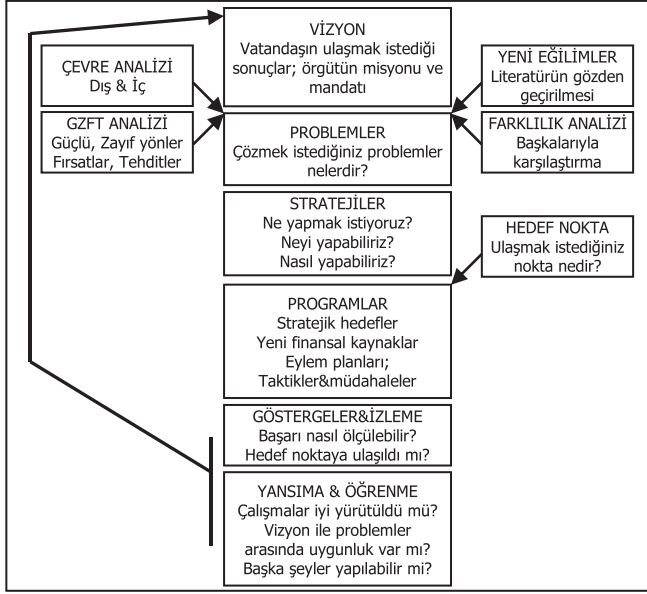 VİZYON
Vatandaşın ulaşmak istediği
sonuçlar; örgütün misyonu ve
mandatı
ÇEVRE ANALİZİ
Dış & İç
YENİ EĞİLİMLER
Literatürün gözden
geçirilmesi
GZFT ANALİZİ
Güçlü, Zayıf yönler
Fırsatlar, Tehditler
PROBLEMLER
Çözmek istediğiniz problemler
nelerdir?
FARKLILIK ANALİZİ
Başkalarıyla
karşılaştırma
STRATEJİLER
Ne yapmak istiyoruz?
Neyi yapabiliriz?
Nasıl yapabiliriz?
HEDEF NOKTA
Ulaşmak istediğiniz
nokta nedir?
PROGRAMLAR
Stratejik hedefler
Yeni finansal kaynaklar
Eylem planları;
Taktikler&müdahaleler
GÖSTERGELER&İZLEME
Başarı nasıl ölçülebilir?
Hedef noktaya ulaşıldı mı?
YANSIMA & ÖĞRENME
Çalışmalar iyi yürütüldü mü?
Vizyon ile problemler
arasında uygunluk var mı?
Başka şeyler yapılabilir mi?